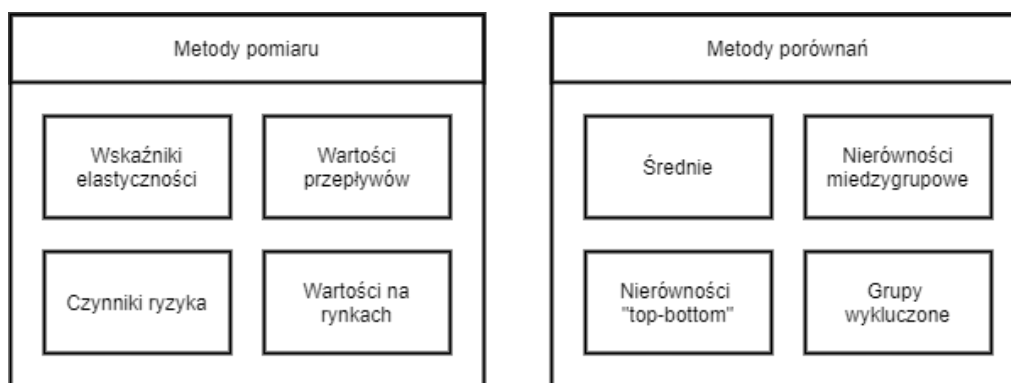 Metody pomiaru
Wskaźniki
elastyczności
Wartości
przepływów
Czynniki ryzyka
Wartości na
rynkach
Metody porównań
Średnie
Nierówności
miedzygrupowe
Nierówności
"top-bottom"
Grupy
wykluczone